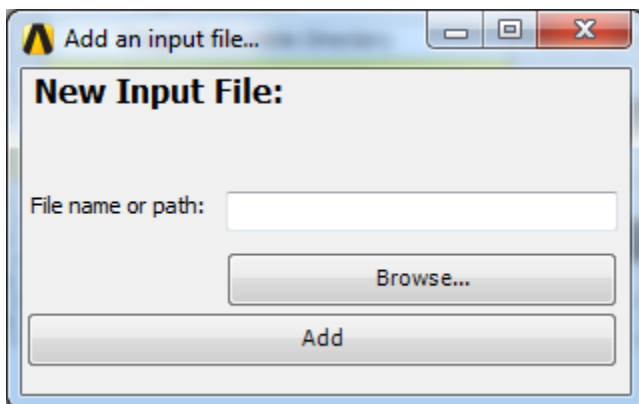 Add an input file...
New Input File:
File name or path:
Browse...
Add